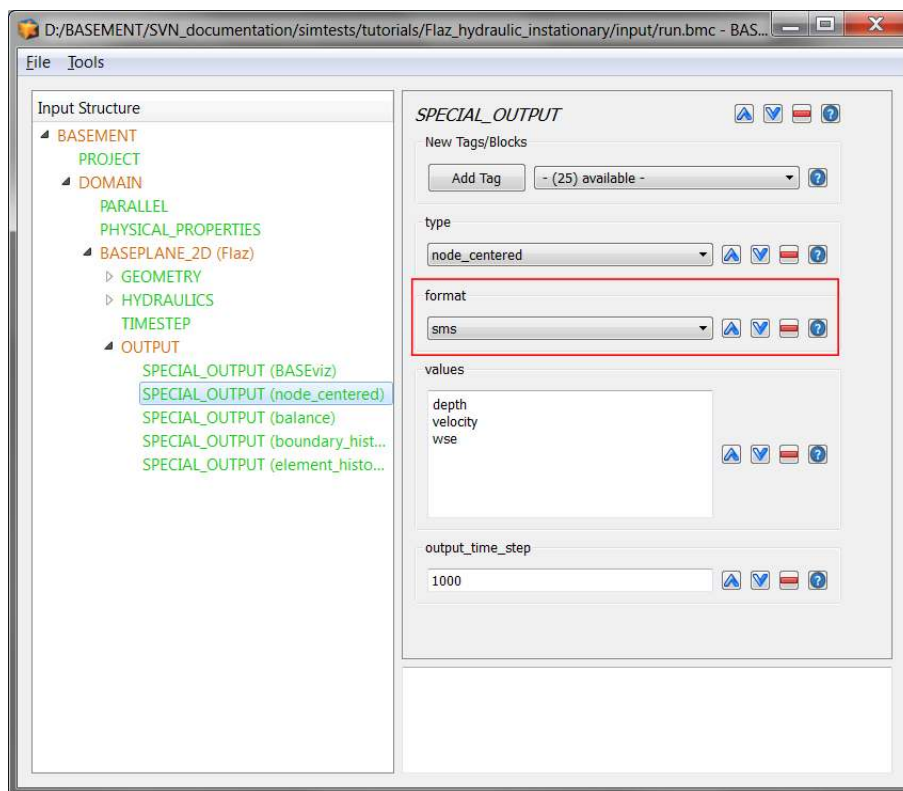 D:/BASEMENT/SVN_documentation/simtests/tutorials/Flaz_hydraulic_instationary/input/run.bmc - BAS...
File Tools
Input Structure
BASEMENT
PROJECT
DOMAIN
PARALLEL
PHYSICAL_PROPERTIES
BASEPLANE_2D (Flaz)
GEOMETRY
HYDRAULICS
TIMESTEP
OUTPUT
SPECIAL_OUTPUT (BASEviz)
SPECIAL_OUTPUT (node_centered)
SPECIAL_OUTPUT (balance)
SPECIAL_OUTPUT (boundary_hist...
SPECIAL_OUTPUT (element_histo...
SPECIAL_OUTPUT
New Tags/Blocks
Add Tag - (25) available -
type
node_centered
format
sms
values
depth
velocity
wse
output_time_step
1000